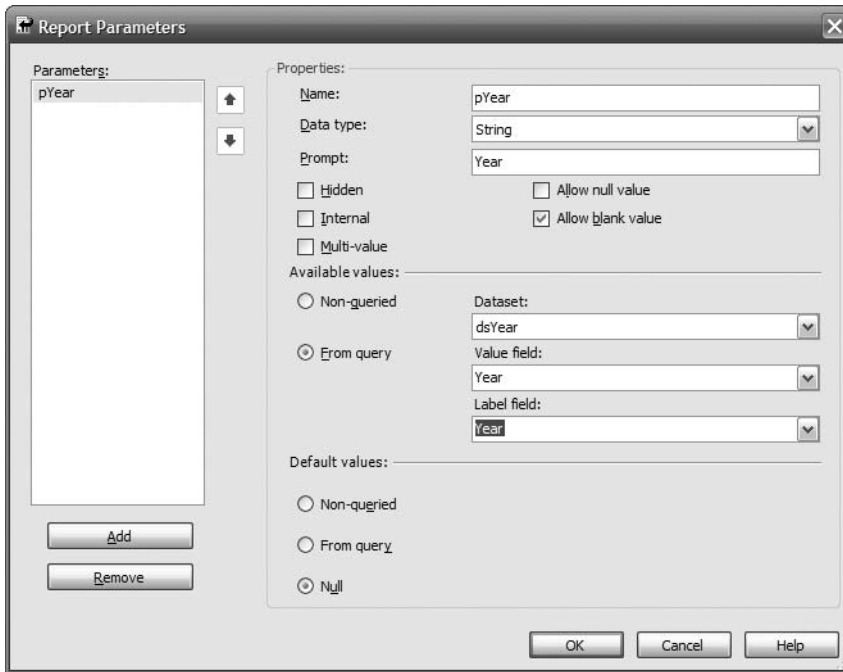 Report Parameters
Parameters:
pYear
Add
Remove
Properties:
Name:
pYear
Data type:
String
Prompt:
Year
Hidden
Allow null value
Internal
Allow blank value
Multi-value
Available values:
Non-queried
From query
Dataset:
dsYear
Value field:
Year
Label field:
Year
Default values:
Non-queried
From query
Null
OK
Cancel
Help